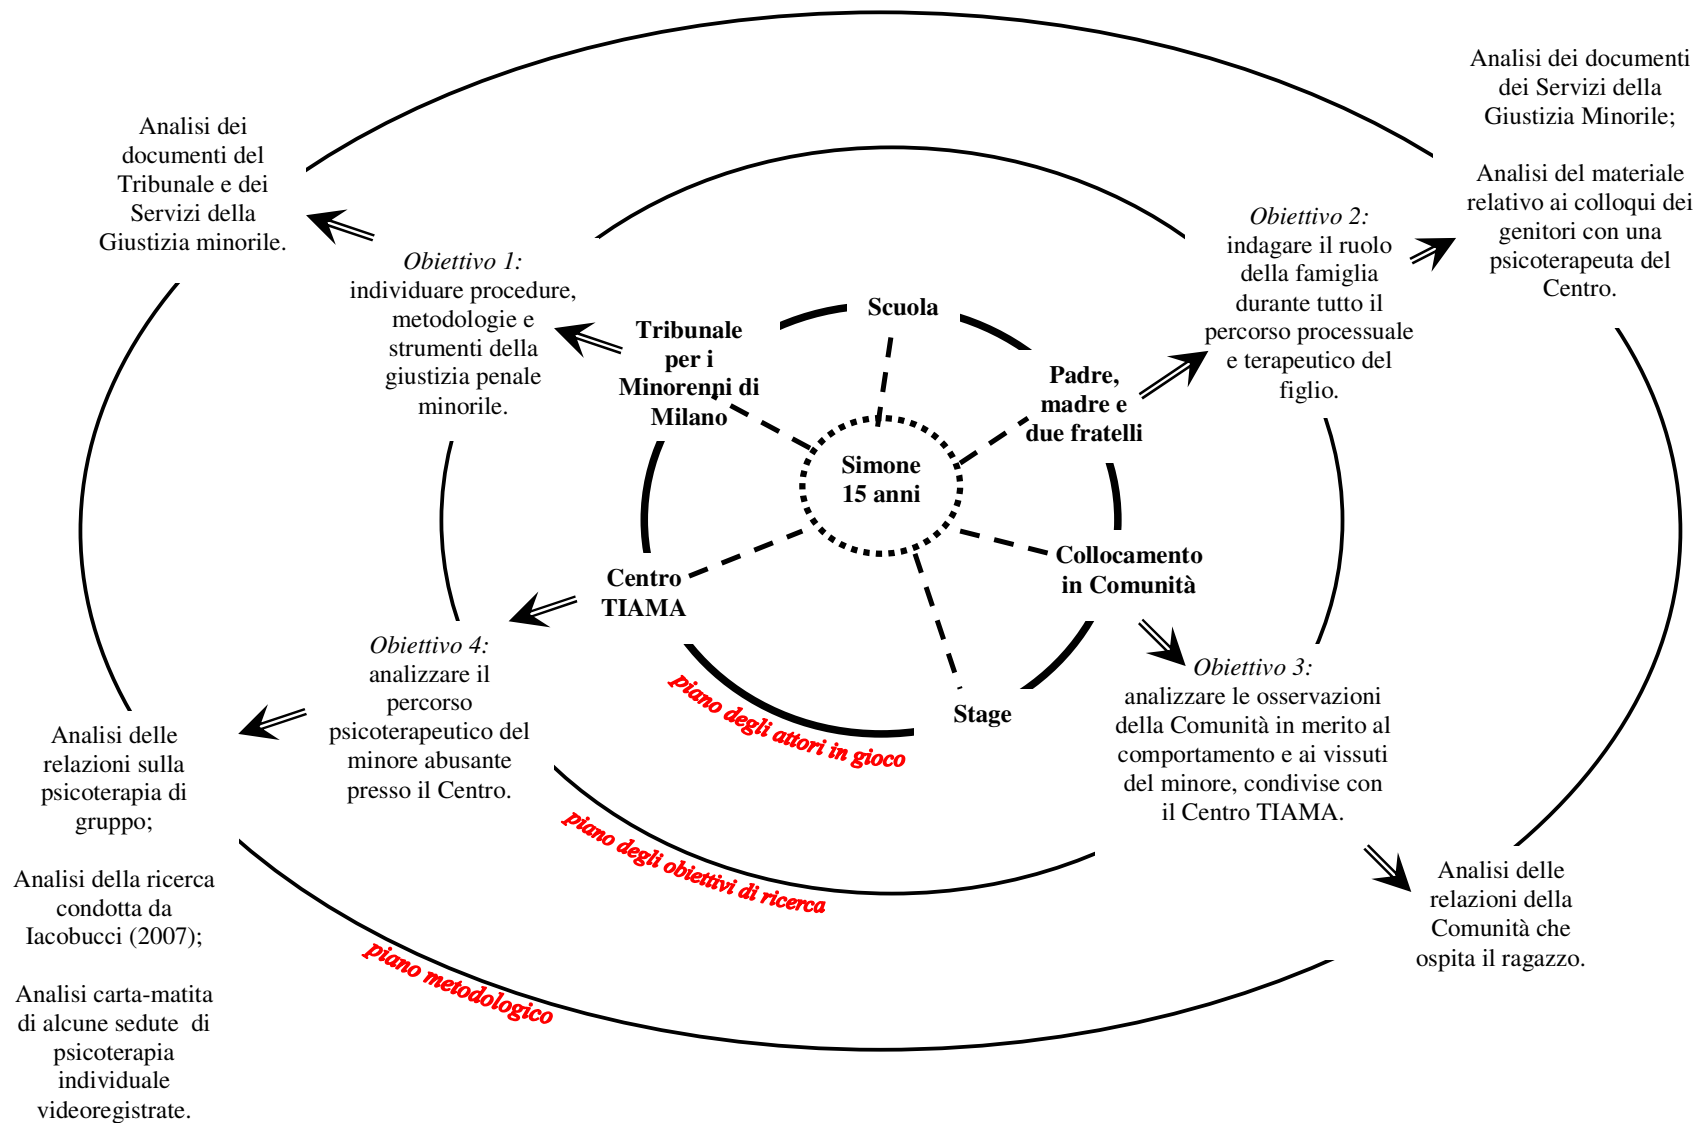 Analisi dei documenti
dei Servizi della
Giustizia Minorile;
Analisi del materiale
relativo ai colloqui dei
genitori con una
psicoterapeuta del
Centro.
Analisi dei
documenti del
Tribunale e dei
Servizi della
Giustizia minorile.
Obiettivo 1:
individuare procedure,
metodologie e
strumenti della
giustizia penale
minorile.
Obiettivo 2:
indagare il ruolo
della famiglia
durante tutto il
percorso processuale
e terapeutico del
figlio.
Scuola
Tribunale
per i
Minorenni di
Milano
Padre,
madre e
due fratelli
Simone
15 anni
Centro
TIAMA
Collocamento
in Comunità
Stage
piano degli attori in gioco
Obiettivo 4:
analizzare il
percorso
psicoterapeutico del
minore abusante
presso il Centro.
Obiettivo 3:
analizzare le osservazioni
della Comunità in merito al
comportamento e ai vissuti
del minore, condivise con
il Centro TIAMA.
piano degli obiettivi di ricerca
Analisi delle
relazioni sulla
psicoterapia di
gruppo;
Analisi della ricerca
condotta da
Iacobucci (2007);
Analisi carta-matita
di alcune sedute di
psicoterapia
individuale
videoregistrate.
Analisi delle
relazioni della
Comunità che
ospita il ragazzo.
piano metodologico